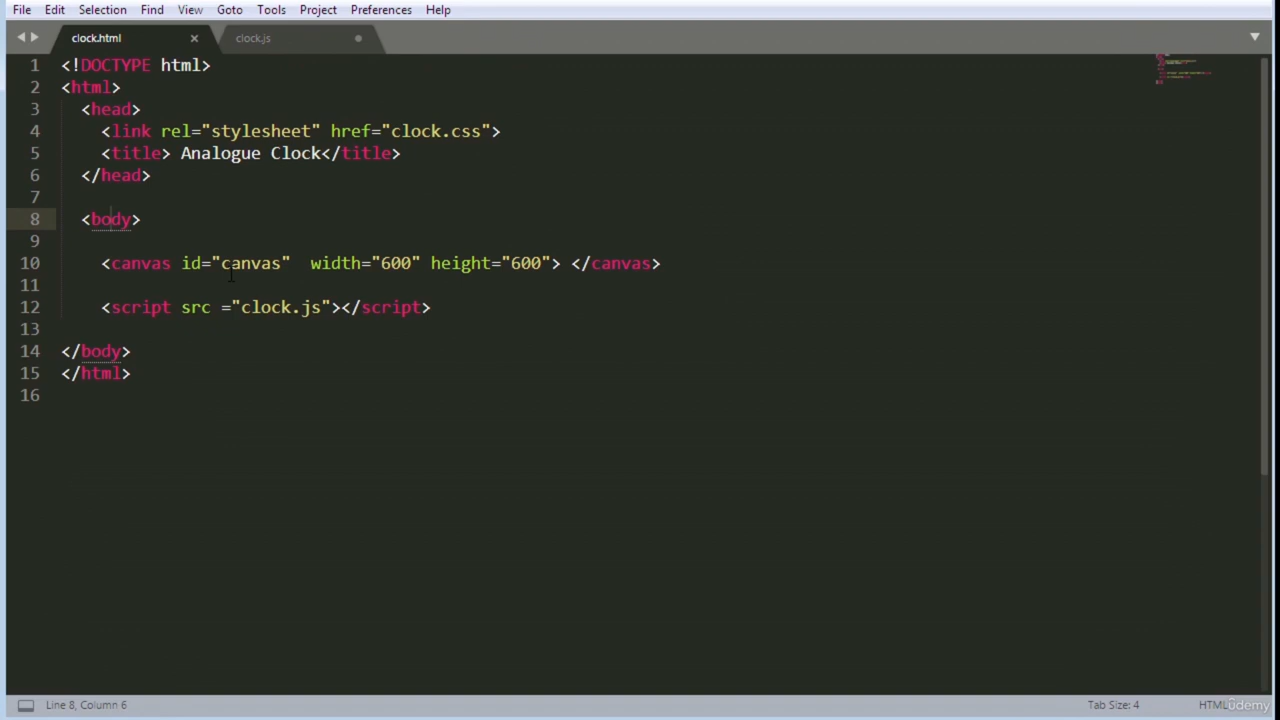 File Edit Selection Find View Goto Tools Project Preferences Help
clock.html clock.js
1 <!DOCTYPE html>
2 <html>
3 <head>
4 <link rel="stylesheet" href="clock.css">
5 <title> Analogue Clock</title>
6 </head>
7
8 <body>
9
10 <canvas id="canvas"  width="600" height="600"> </canvas>
11
12 <script src ="clock.js"></script>
13
14 </body>
15 </html>
16
Line 8, Column 6 Tab Size: 4 HTML
Udemy